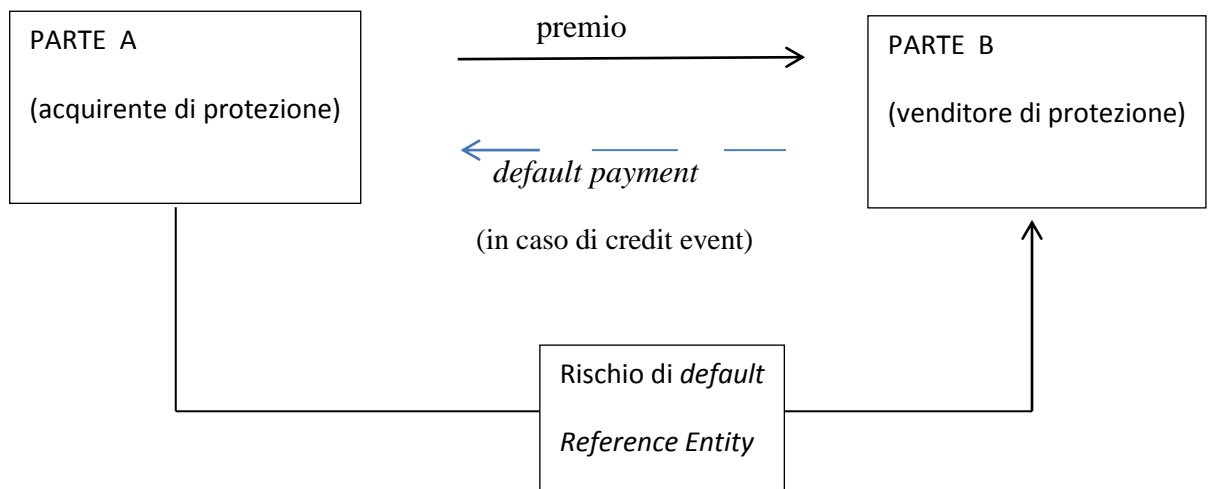 PARTE A
(acquirente di protezione)
premio
default payment
(in caso di credit event)
PARTE B
(venditore di protezione)
Rischio di default
Reference Entity